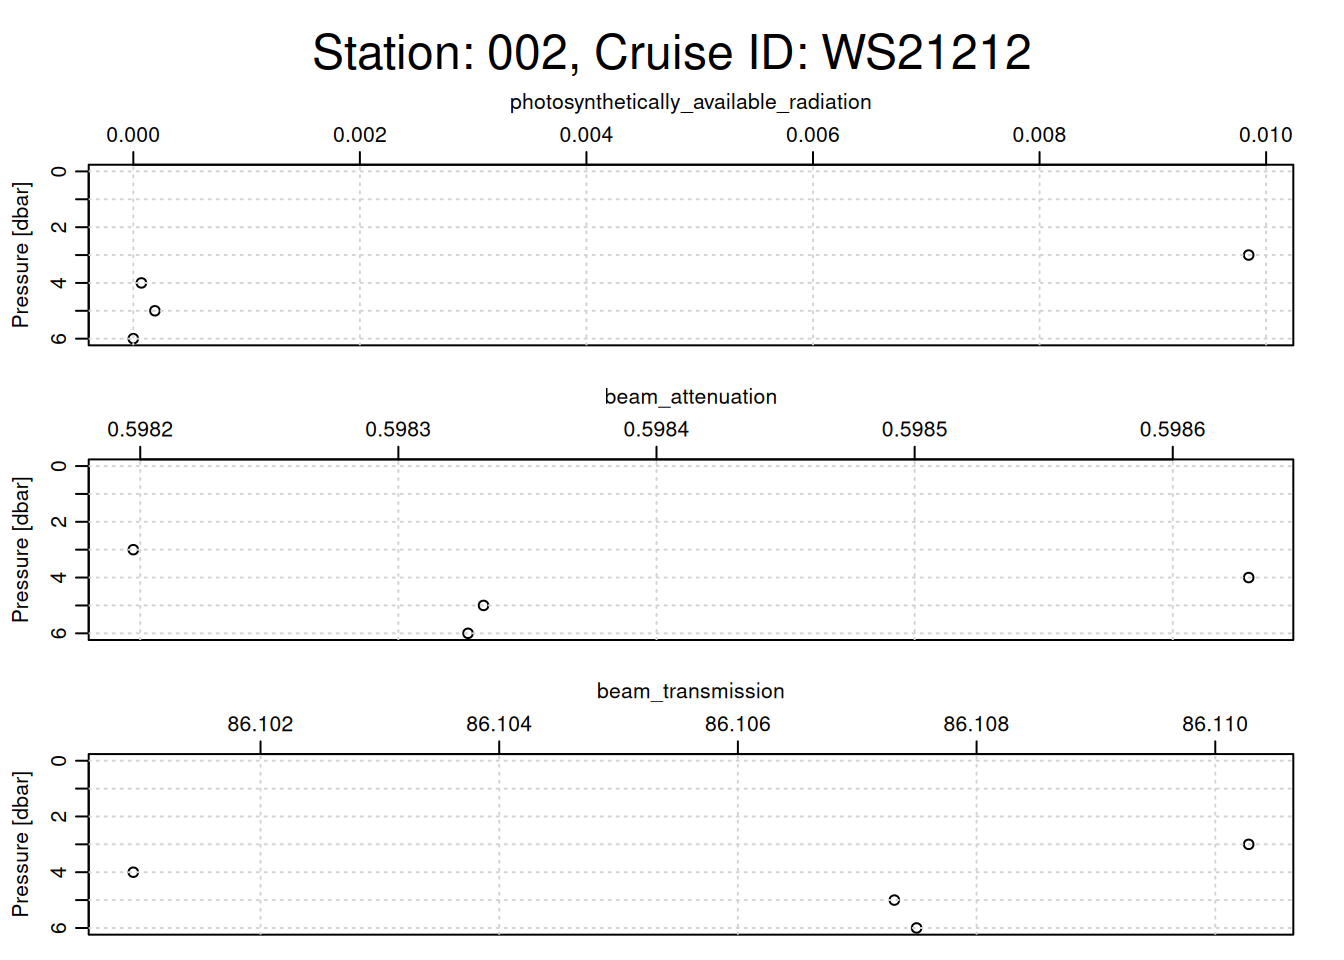 Station: 002, Cruise ID: WS21212
photosynthetically_available_radiation
0.000 0.002 0.004 0.006 0.008 0.010
Pressure [dbar]
0
2
4
6
beam_attenuation
0.5982 0.5983 0.5984 0.5985 0.5986
Pressure [dbar]
0
2
4
6
beam_transmission
86.102 86.104 86.106 86.108 86.110
Pressure [dbar]
0
2
4
6